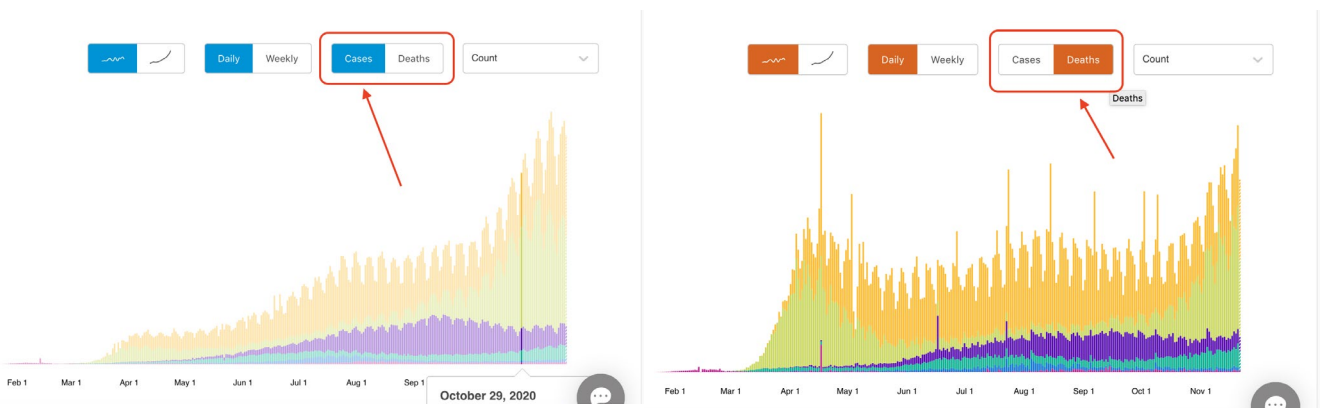 Daily Weekly Cases Deaths Count
Feb 1 Mar 1 Apr 1 May 1 Jun 1 Jul 1 Aug 1 Sep 1
October 29, 2020
Daily Weekly Cases Deaths Count
Deaths
Feb 1 Mar 1 Apr 1 May 1 Jun 1 Jul 1 Aug 1 Sep 1 Oct 1 Nov 1